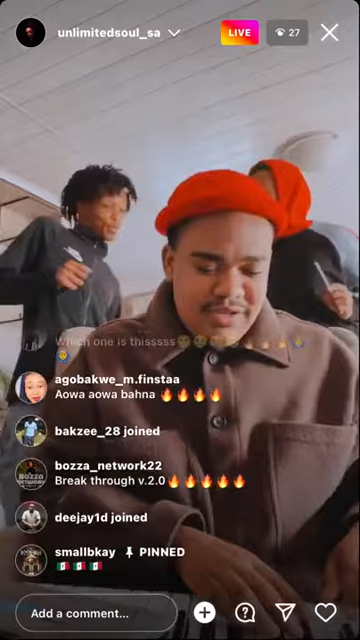 unlimitedsoul_sa
LIVE
27
Which one is thisssss
agobakwe_m.finstaa
Aowa aowa bahna 🔥🔥🔥🔥
bakzee_28 joined
bozza_network22
Break through v.2.0🔥🔥🔥🔥🔥
deejay1d joined
smallbkay PINNED
🇲🇽🇲🇽🇲🇽
Add a comment...